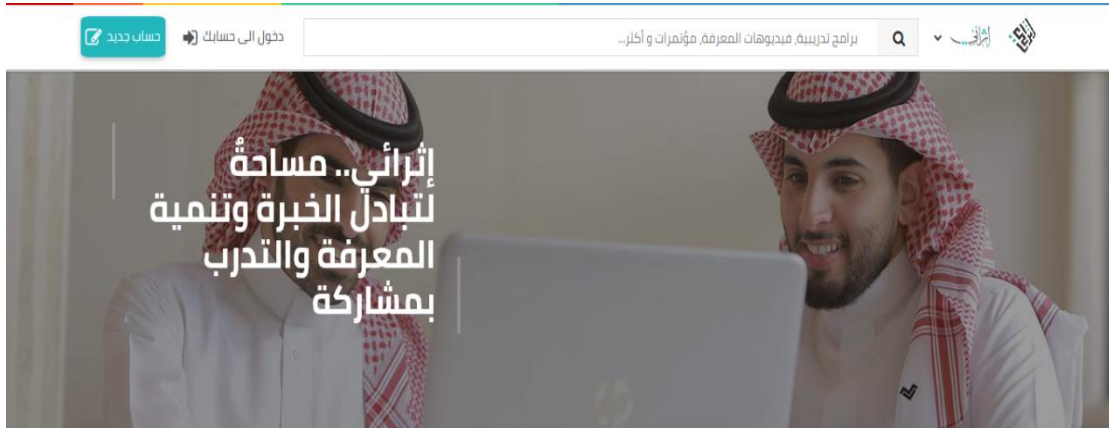 إثرائي
برامج تدريبية, فيديوهات المعرفة, مؤتمرات و أكثر...
دخول الى حسابك
حساب جديد
إثرائي.. مساحةٌ
لتبادل الخبرة وتنمية
المعرفة والتدرب
بمشاركة
hp